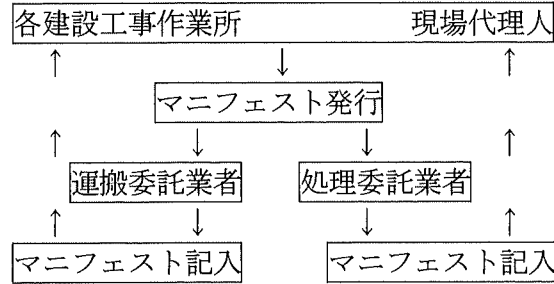 各建設工事作業所 現場代理人
↑ ↓ ↑
マニフェスト発行
↑ ↓ ↓ ↑
運搬委託業者 処理委託業者
↑ ↓ ↓ ↑
マニフェスト記入 マニフェスト記入